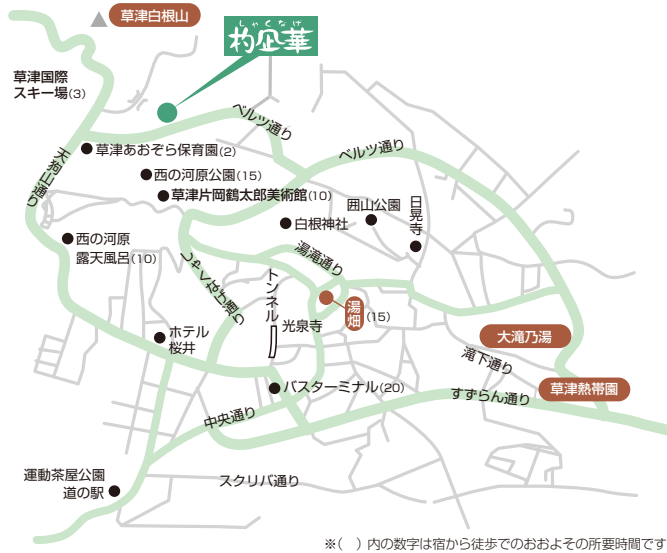 草津白根山
しゃくなげ
杓凪華
草津国際
スキー場(3)
ベルツ通り
ベルツ通り
天狗山通り
草津あおぞら保育園(2)
西の河原公園(15)
草津片岡鶴太郎美術館(10)
囲山公園
日晃寺
白根神社
西の河原
露天風呂(10)
湯滝通り
しゃくなげ通り
トンネル
光泉寺
湯畑
(15)
ホテル
桜井
大滝乃湯
滝下通り
草津熱帯園
バスターミナル(20)
すずらん通り
中央通り
運動茶屋公園
道の駅
スクリバ通り
※(　)内の数字は宿から徒歩でのおおよその所要時間です